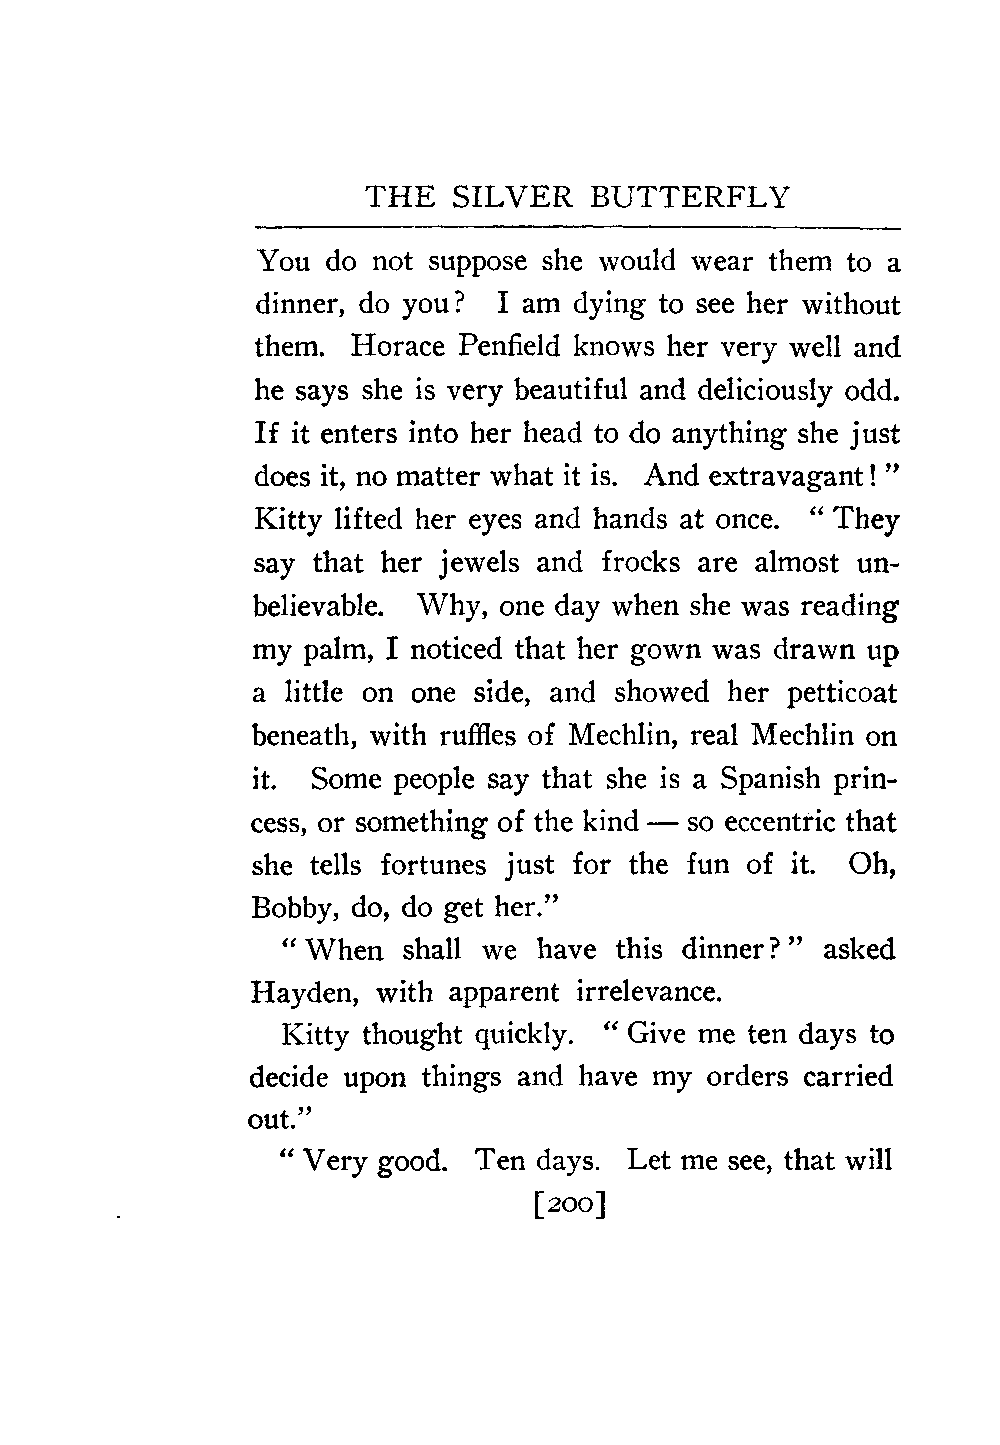 THE SILVER BUTTERFLY
You do not suppose she would wear them to a
dinner, do you? I am dying to see her without
them. Horace Penfield knows her very well and
he says she is very beautiful and deliciously odd.
If it enters into her head to do anything she just
does it, no matter what it is. And extravagant! "
Kitty lifted her eyes and hands at once. " They
say that her jewels and frocks are almost un-
believable. Why, one day when she was reading
my palm, I noticed that her gown was drawn up
a little on one side, and showed her petticoat
beneath, with ruffles of Mechlin, real Mechlin on
it. Some people say that she is a Spanish prin-
cess, or something of the kind — so eccentric that
she tells fortunes just for the fun of it. Oh,
Bobby, do, do get her."
" When shall we have this dinner? " asked
Hayden, with apparent irrelevance.
Kitty thought quickly. " Give me ten days to
decide upon things and have my orders carried
out."
" Very good. Ten days. Let me see, that will
[200]